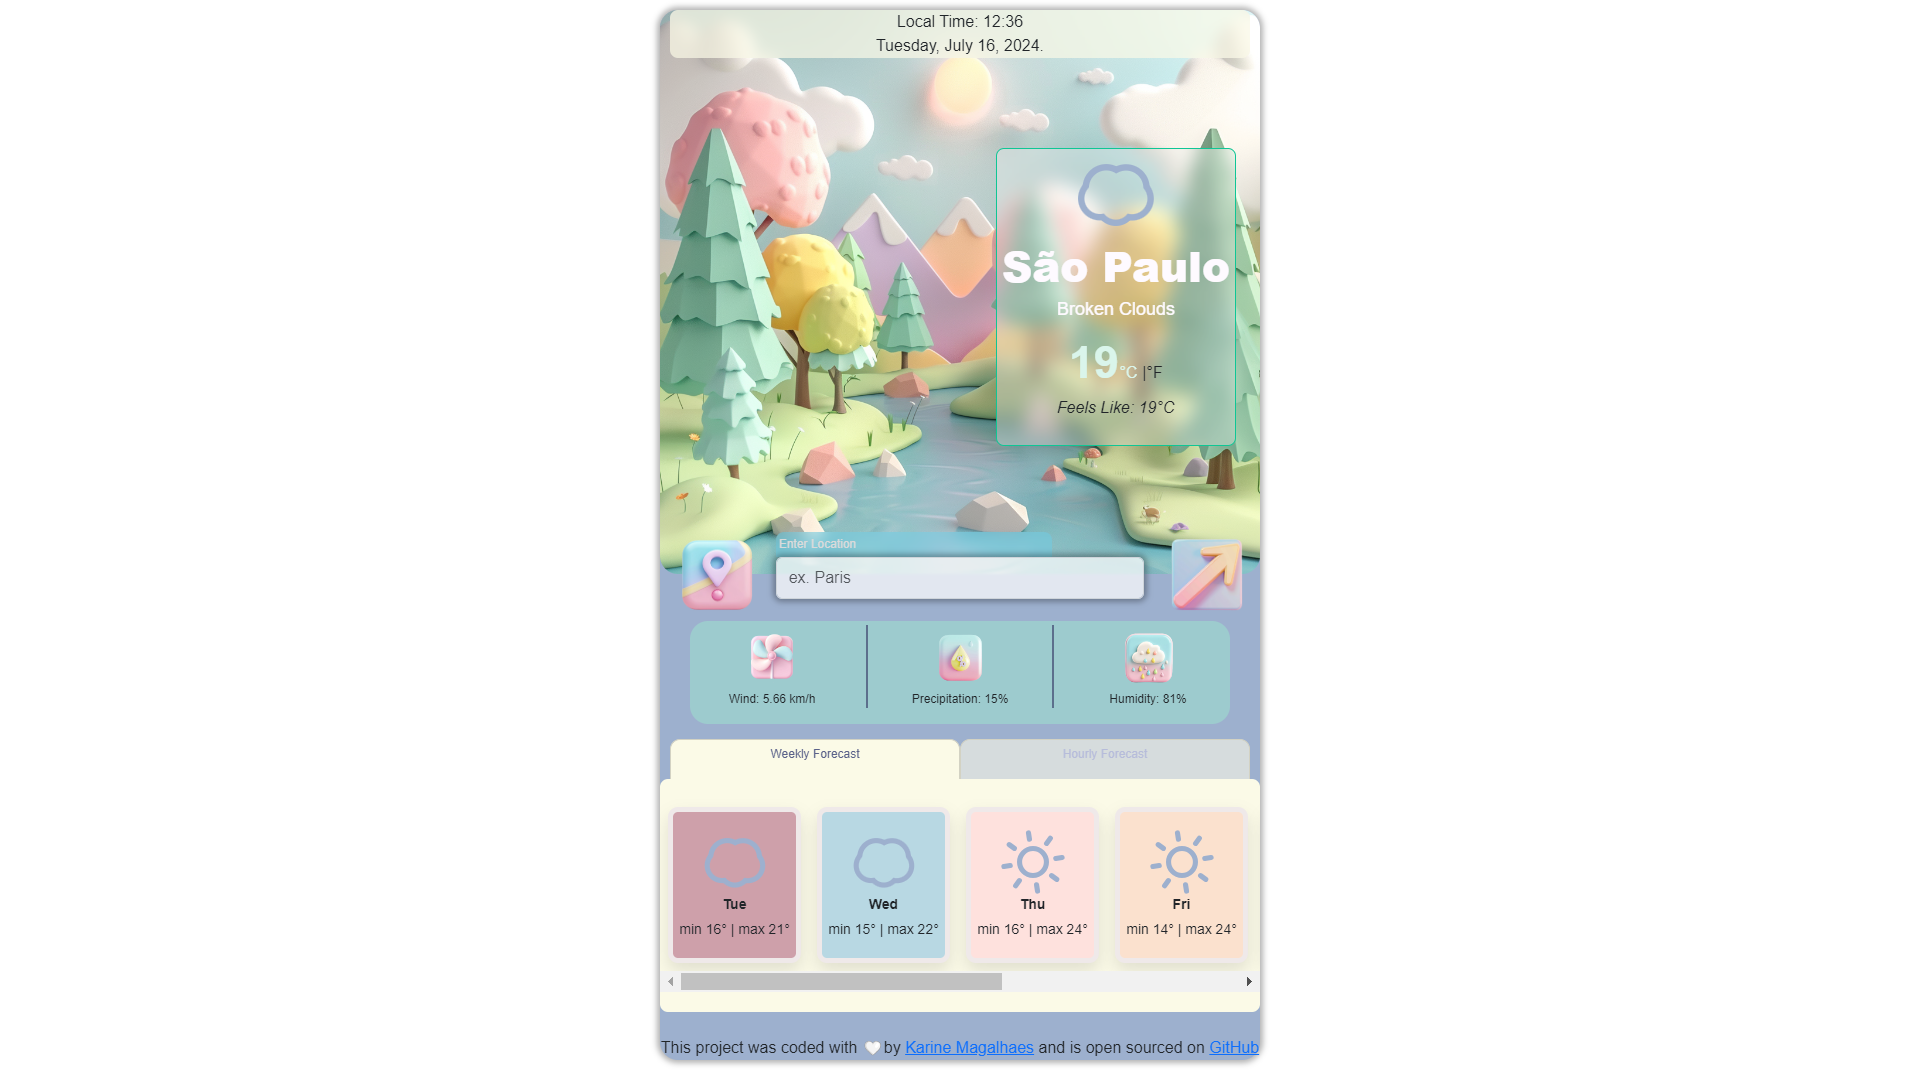 Local Time: 12:36
Tuesday, July 16, 2024.
São Paulo
Broken Clouds
19°C |°F
Feels Like: 19°C
Enter Location
ex. Paris
Wind: 5.66 km/h
Precipitation: 15%
Humidity: 81%
Weekly Forecast
Hourly Forecast
Tue
min 16° | max 21°
Wed
min 15° | max 22°
Thu
min 16° | max 24°
Fri
min 14° | max 24°
This project was coded with 🤍 by Karine Magalhaes and is open sourced on GitHub